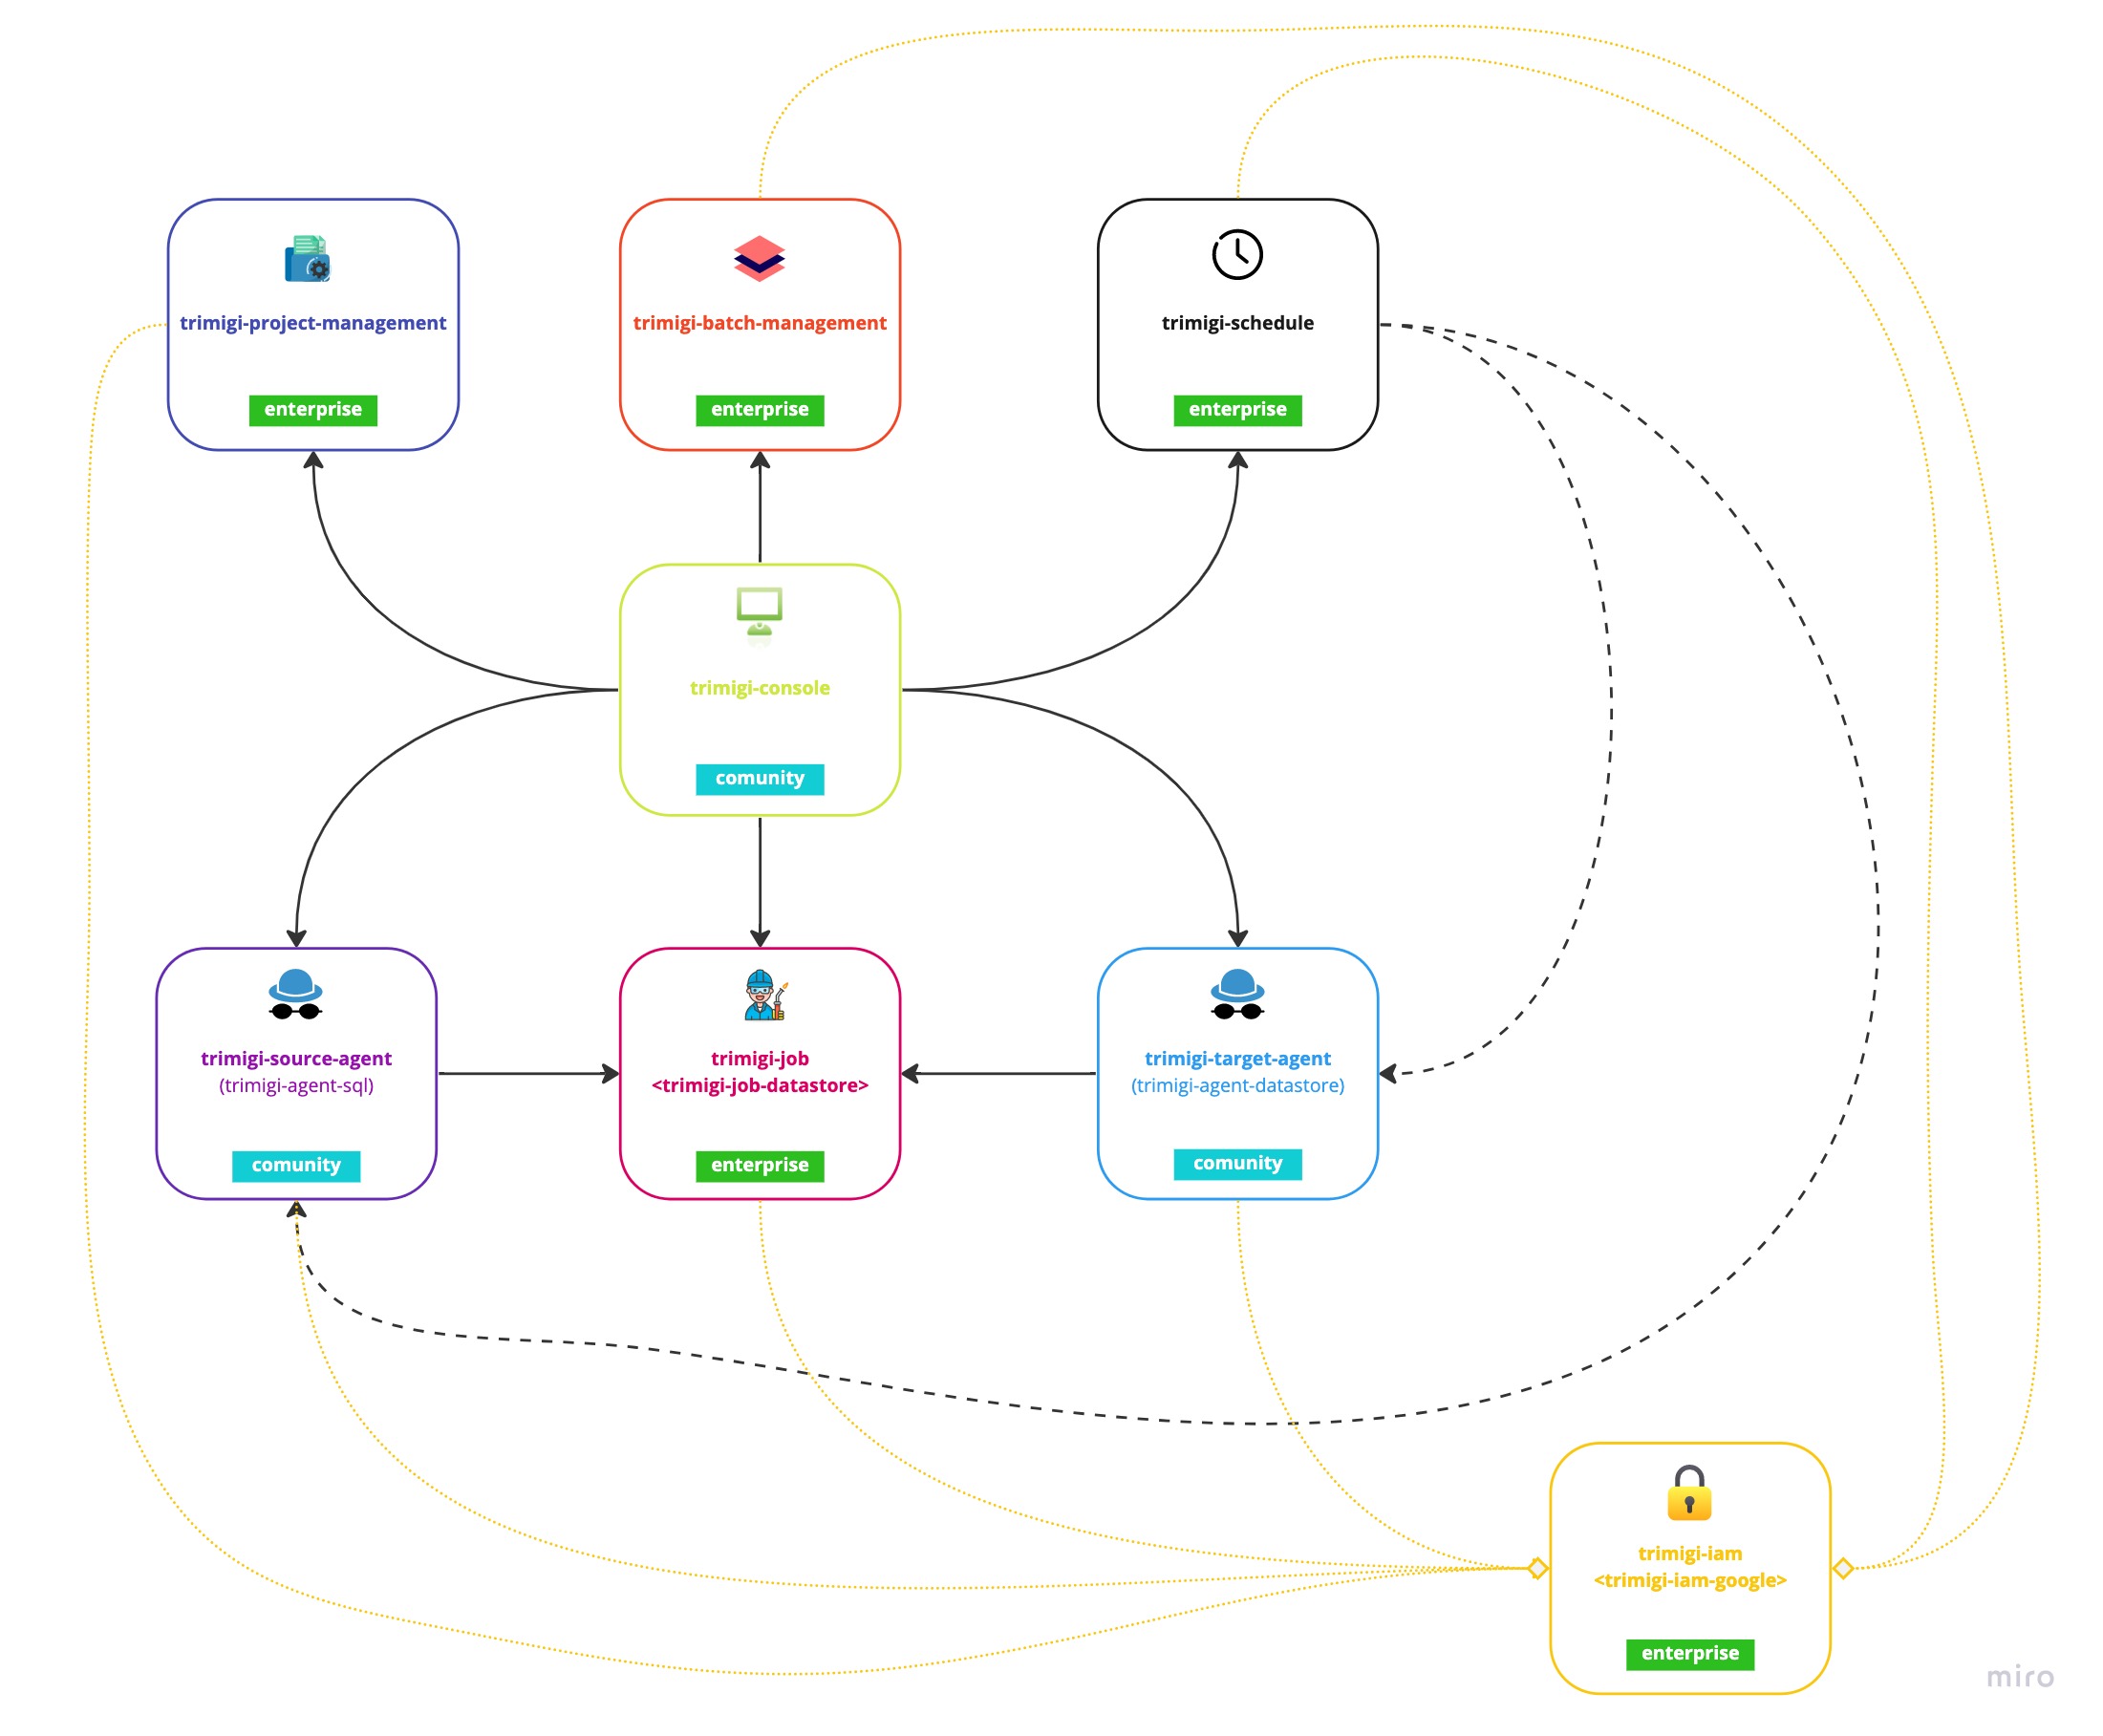 trimigi-project-management
enterprise
trimigi-batch-management
enterprise
trimigi-schedule
enterprise
trimigi-console
comunity
trimigi-source-agent
(trimigi-agent-sql)
comunity
trimigi-job
<trimigi-job-datastore>
enterprise
trimigi-target-agent
(trimigi-agent-datastore)
comunity
trimigi-iam
<trimigi-iam-google>
enterprise
miro